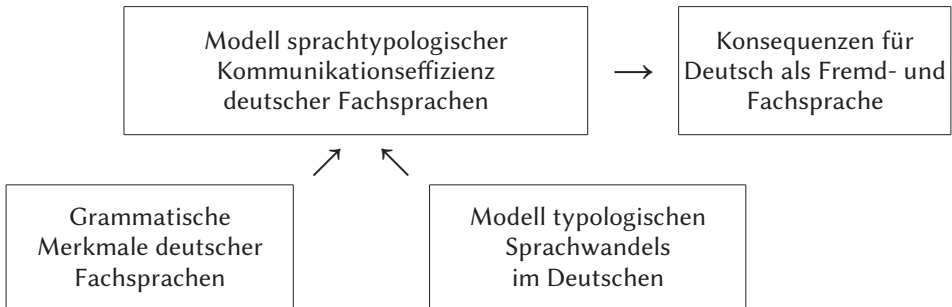 Modell sprachtypologischer
Kommunikationseffizienz
deutscher Fachsprachen
→
Konsequenzen für
Deutsch als Fremd- und
Fachsprache
Grammatische
Merkmale deutscher
Fachsprachen
Modell typologischen
Sprachwandels
im Deutschen